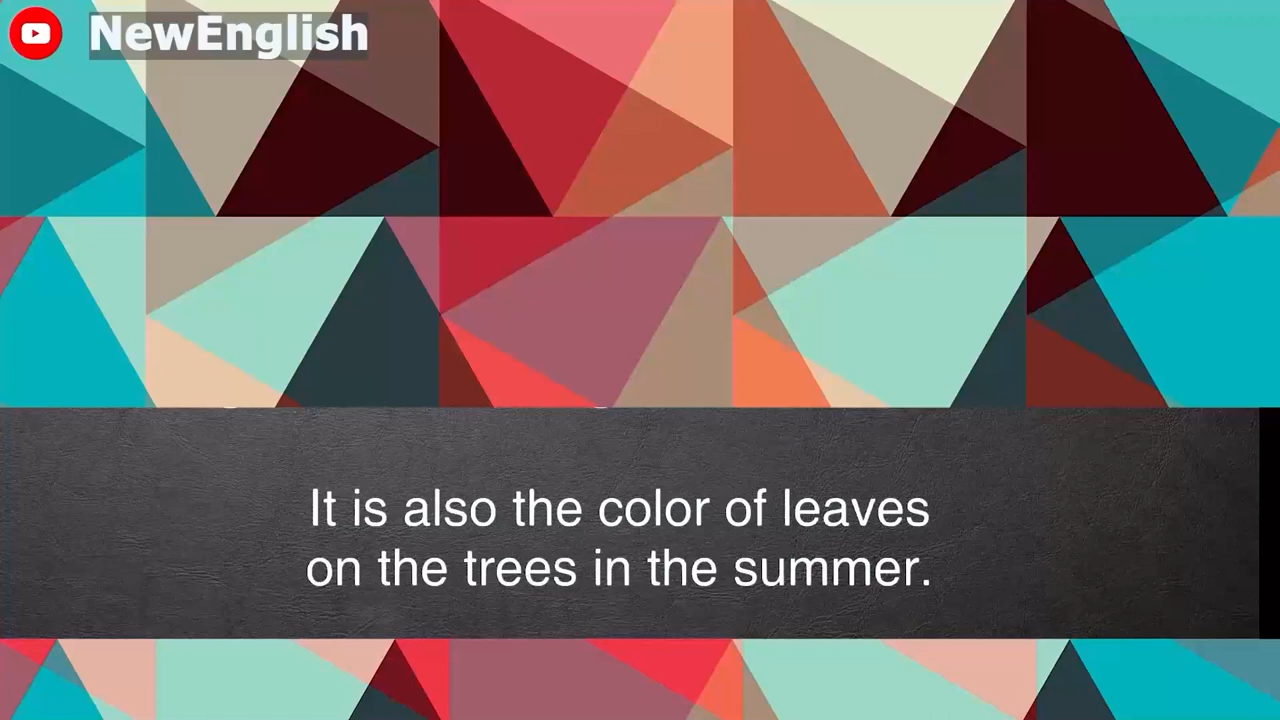 NewEnglish
It is also the color of leaves
on the trees in the summer.